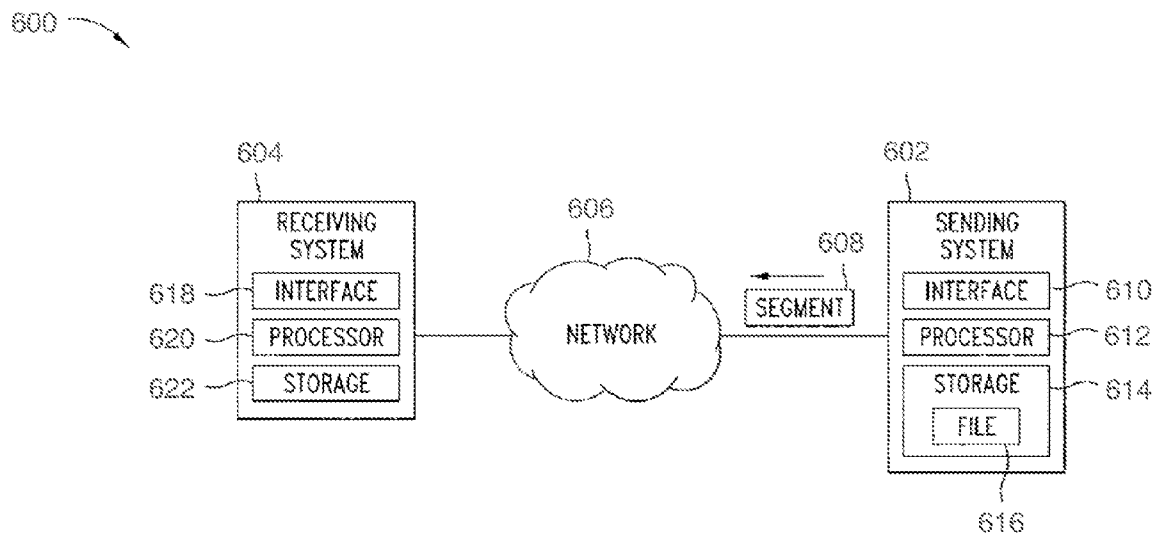 600
604
602
RECEIVING
SYSTEM
606
608
SENDING
SYSTEM
618
INTERFACE
SEGMENT
INTERFACE
610
620
PROCESSOR
NETWORK
PROCESSOR
612
622
STORAGE
STORAGE
614
FILE
616